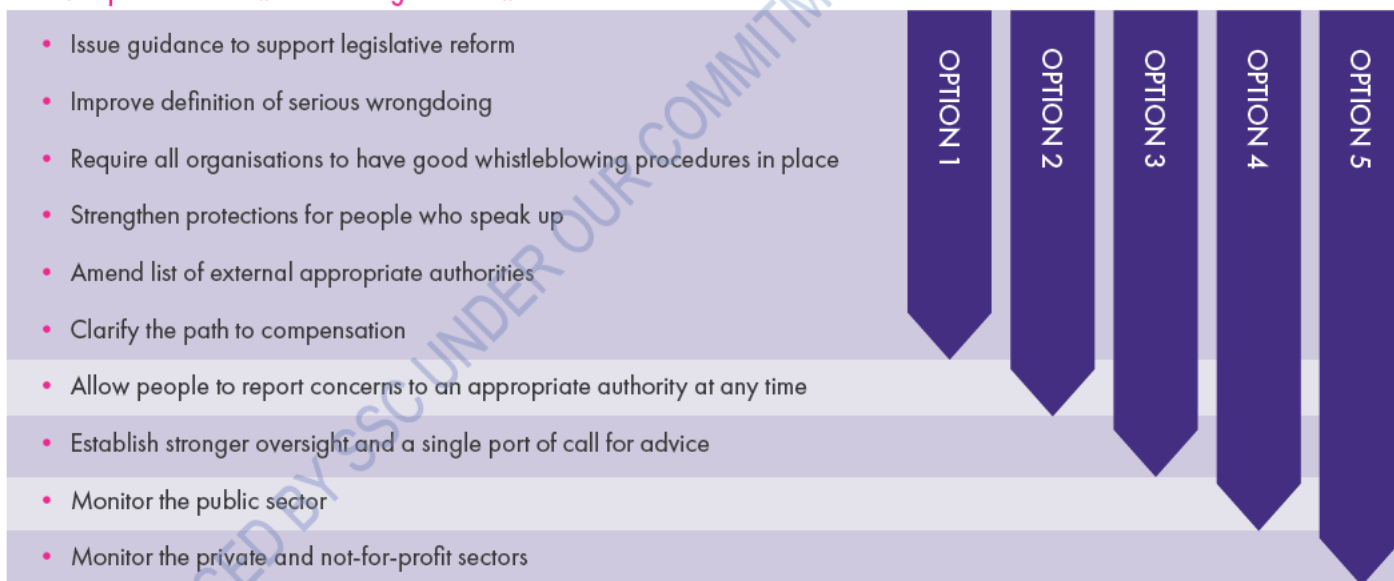 • Issue guidance to support legislative reform
• Improve definition of serious wrongdoing
• Require all organisations to have good whistleblowing procedures in place
• Strengthen protections for people who speak up
• Amend list of external appropriate authorities
• Clarify the path to compensation
• Allow people to report concerns to an appropriate authority at any time
• Establish stronger oversight and a single port of call for advice
• Monitor the public sector
• Monitor the private and not-for-profit sectors
OPTION 1
OPTION 2
OPTION 3
OPTION 4
OPTION 5
BY SSC UNDER OUR